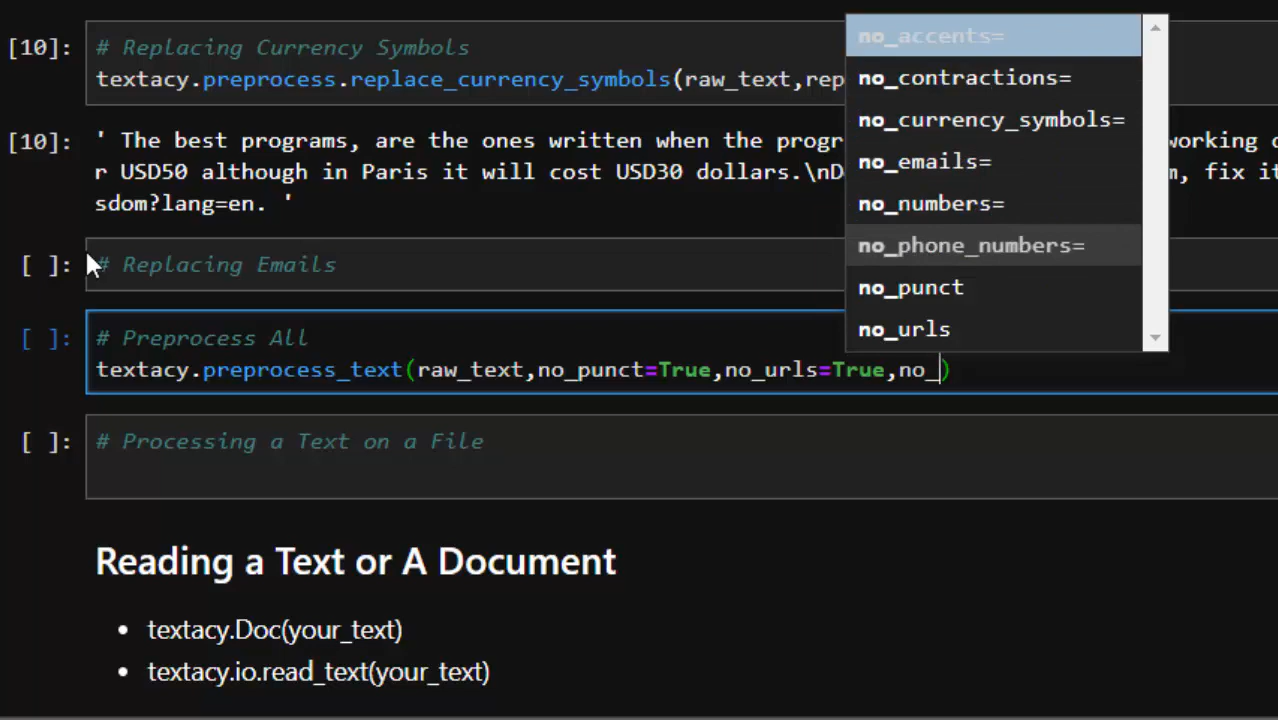 [10]: # Replacing Currency Symbols
textacy.preprocess.replace_currency_symbols(raw_text,rep
no_accents=
no_contractions=
no_currency_symbols=
no_emails=
no_numbers=
no_phone_numbers=
no_punct
no_urls
[10]: ' The best programs, are the ones written when the progr working
r USD50 although in Paris it will cost USD30 dollars.\nD m, fix it
sdom?lang=en. '
[ ]: # Replacing Emails
[ ]: # Preprocess All
textacy.preprocess_text(raw_text,no_punct=True,no_urls=True,no_)
[ ]: # Processing a Text on a File
Reading a Text or A Document
• textacy.Doc(your_text)
• textacy.io.read_text(your_text)